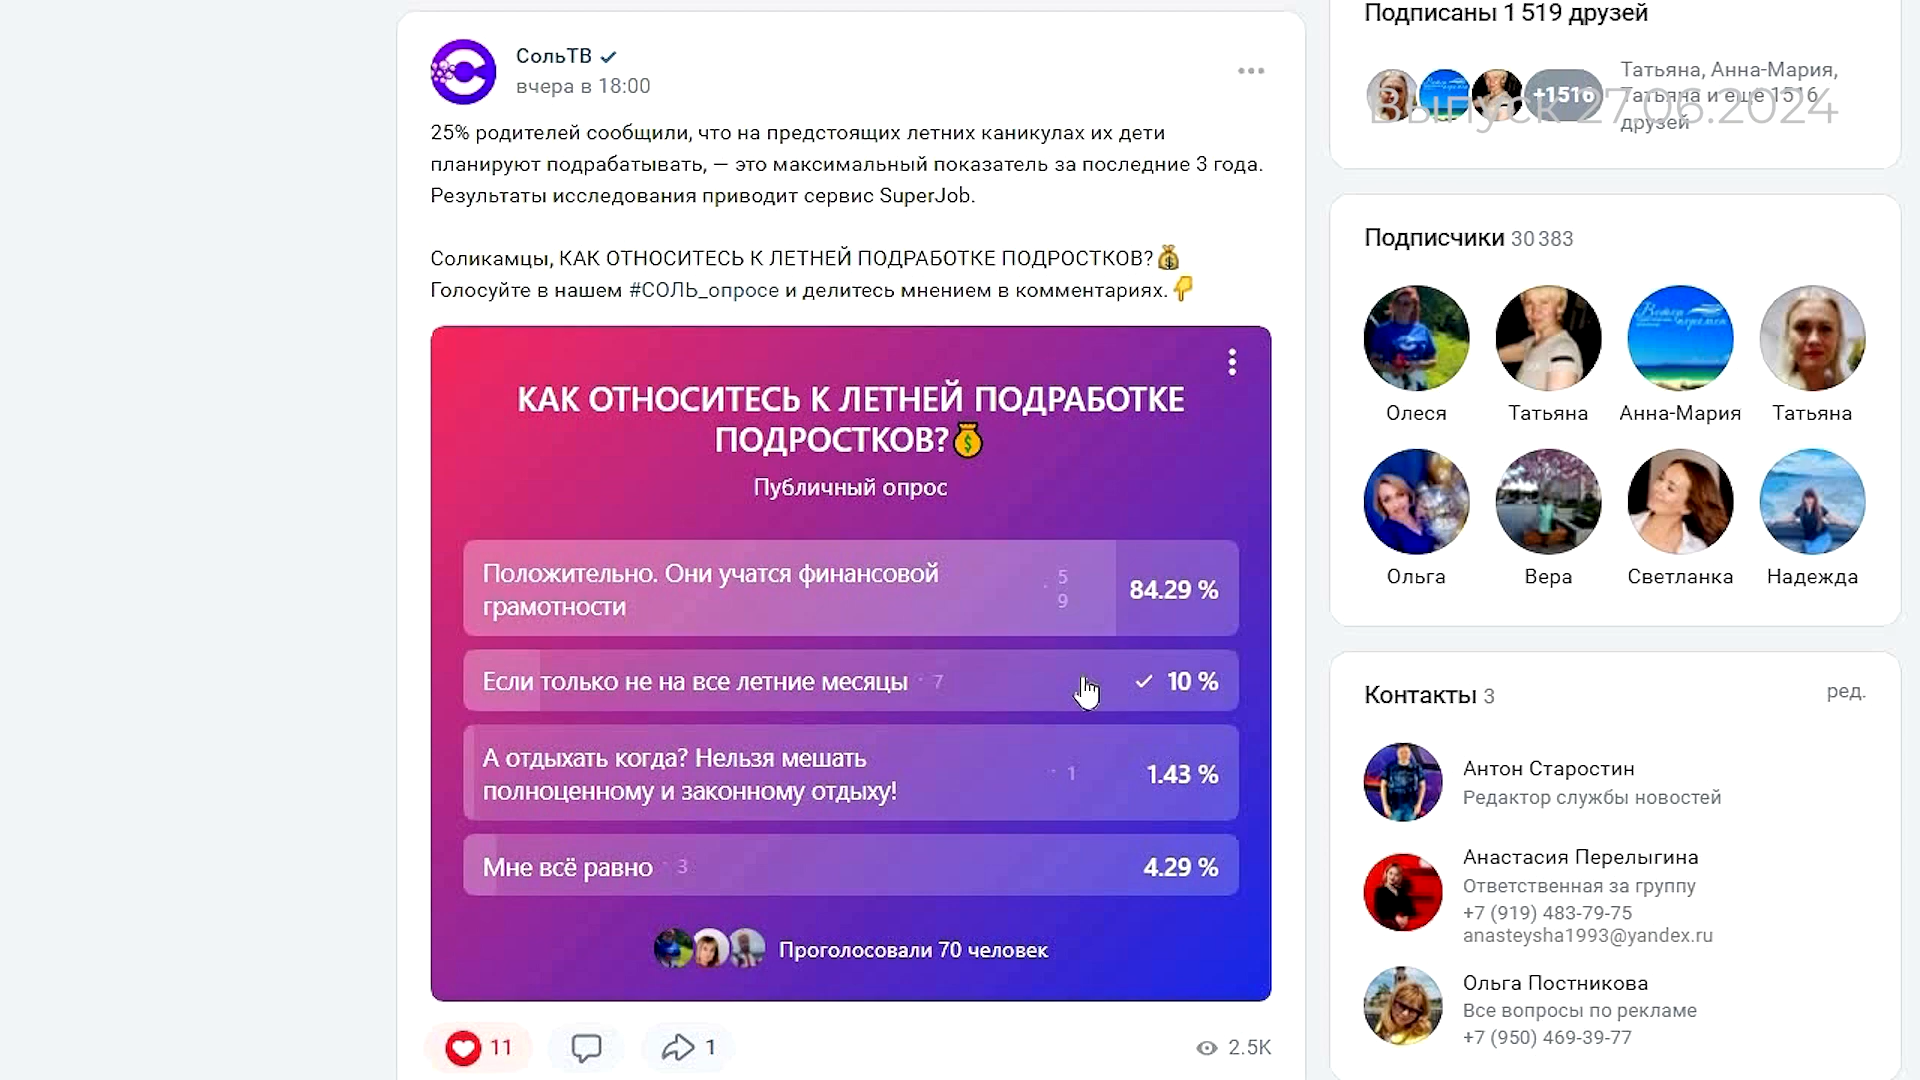 СольТВ
вчера в 18:00
25% родителей сообщили, что на предстоящих летних каникулах их дети
планируют подрабатывать, — это максимальный показатель за последние 3 года.
Результаты исследования приводит сервис SuperJob.
Соликамцы, КАК ОТНОСИТЕСЬ К ЛЕТНЕЙ ПОДРАБОТКЕ ПОДРОСТКОВ?💰
Голосуйте в нашем #СОЛЬ_опросе и делитесь мнением в комментариях.👇
КАК ОТНОСИТЕСЬ К ЛЕТНЕЙ ПОДРАБОТКЕ
ПОДРОСТКОВ?💰
Публичный опрос
Положительно. Они учатся финансовой
грамотности
· 59
84.29 %
Если только не на все летние месяцы · 7
10 %
А отдыхать когда? Нельзя мешать
полноценному и законному отдыху!
· 1
1.43 %
Мне всё равно · 3
4.29 %
Проголосовали 70 человек
11
1
2.5K
Подписаны 1 519 друзей
+1516
Татьяна, Анна-Мария,
Татьяна и ещё 1516
друзей
Выпуск 27.06.2024
Подписчики 30 383
Олеся
Татьяна
Анна-Мария
Татьяна
Ольга
Вера
Светланка
Надежда
Контакты 3
ред.
Антон Старостин
Редактор службы новостей
Анастасия Перелыгина
Ответственная за группу
+7 (919) 483-79-75
anasteysha1993@yandex.ru
Ольга Постникова
Все вопросы по рекламе
+7 (950) 469-39-77